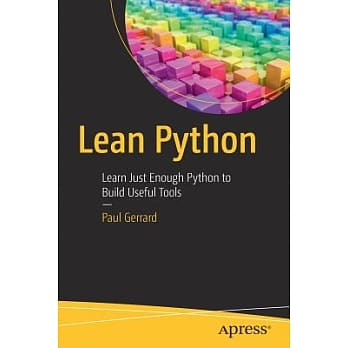 Lean Python
Learn Just Enough Python to
Build Useful Tools
—
Paul Gerrard
Apress®